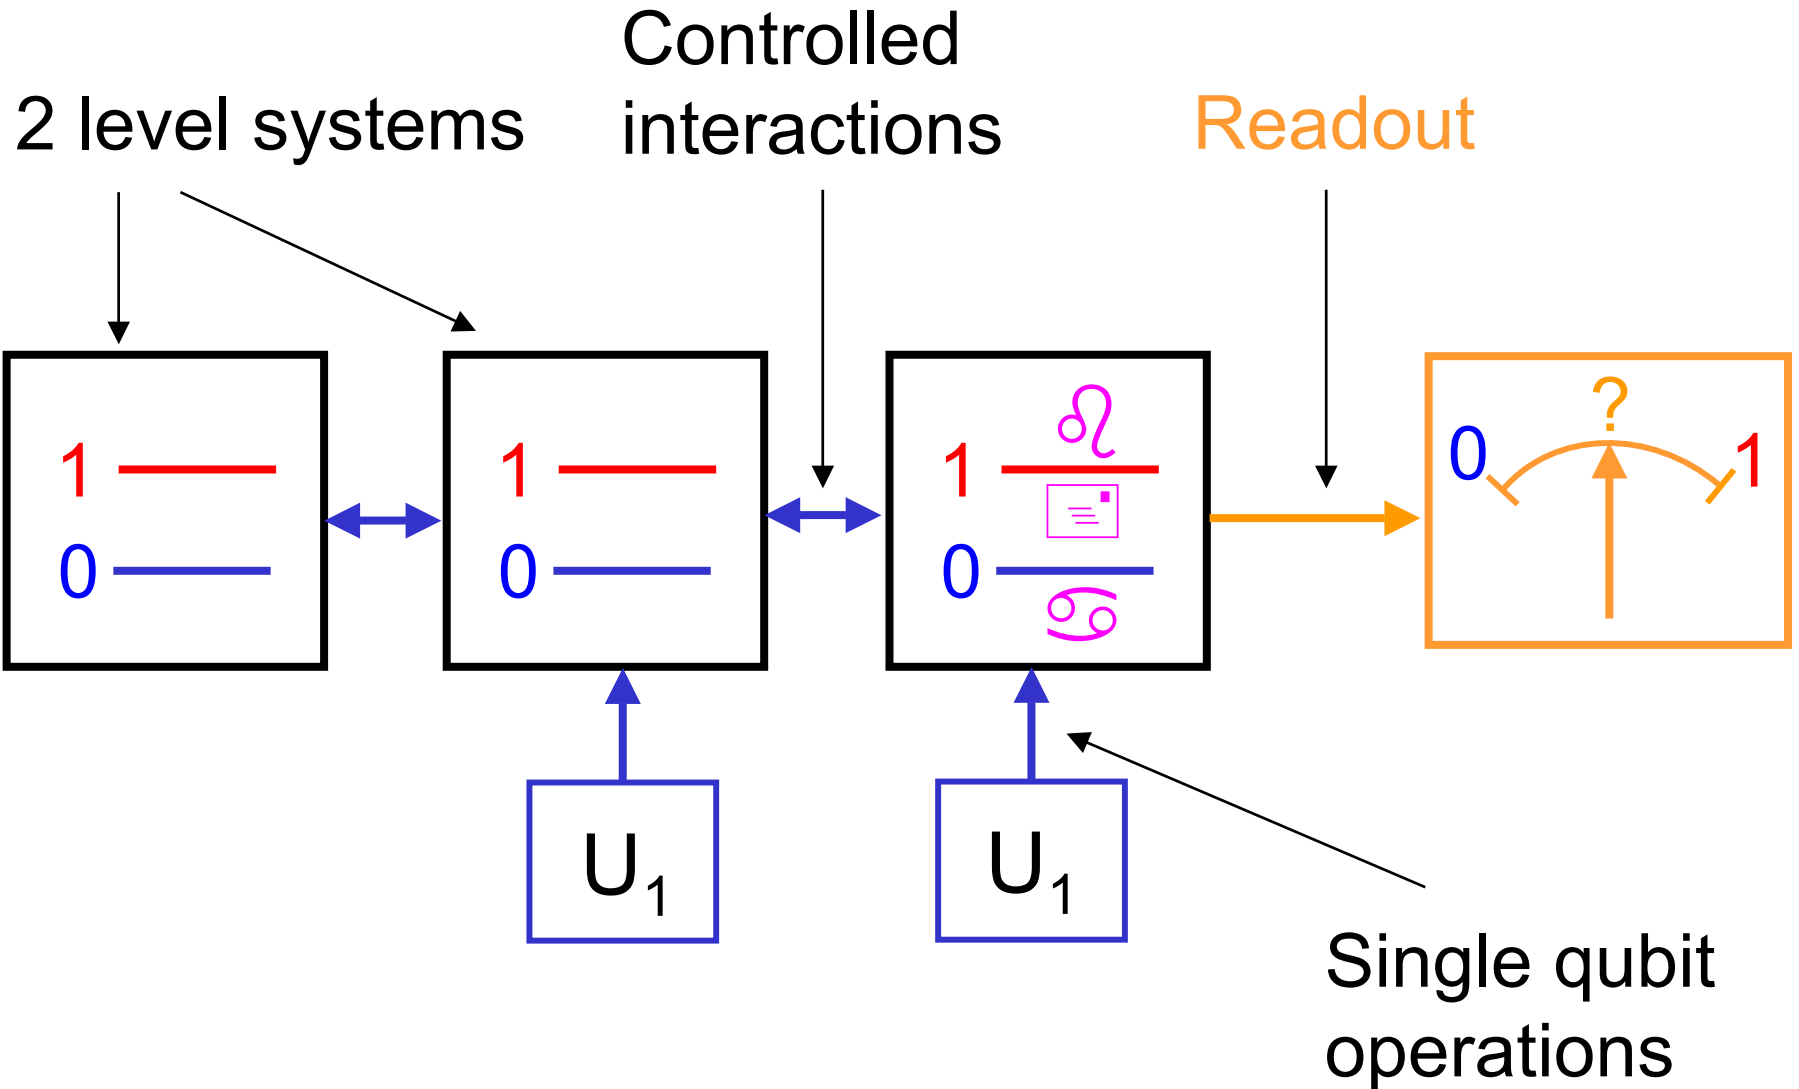 Controlled
interactions
2 level systems
Readout
1
0
1
0
1
♌
🖃
0
♋
?
0
1
U₁
U₁
Single qubit
operations